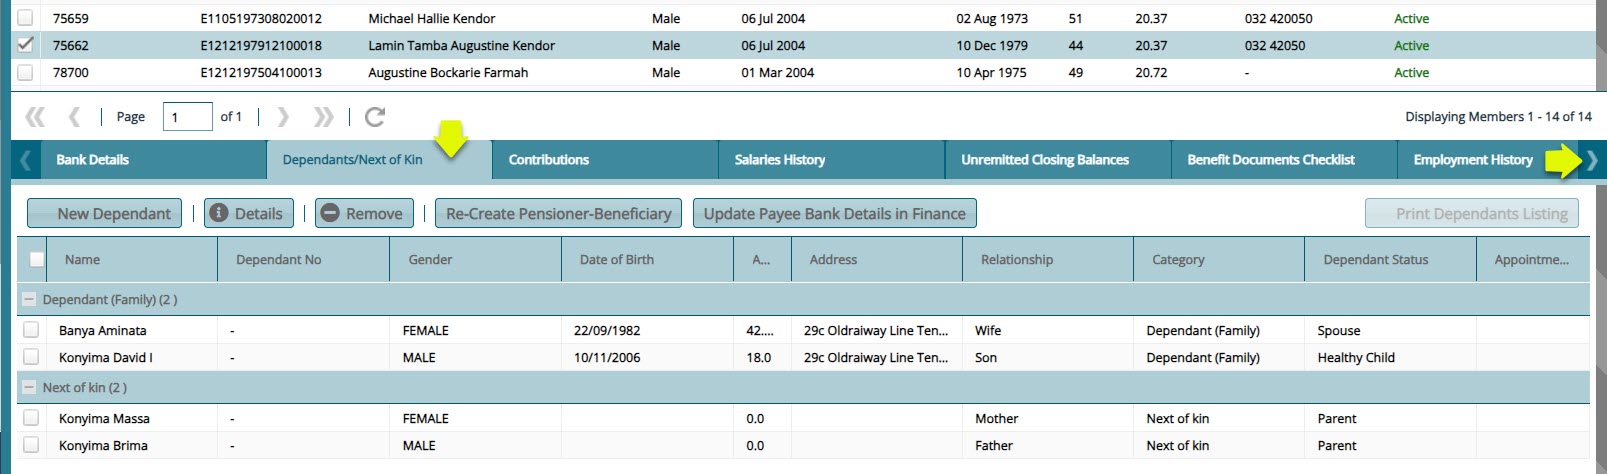 75659 E1105197308020012 Michael Hallie Kendor Male 06 Jul 2004 02 Aug 1973 51 20.37 032 420050 Active
75662 E1212197912100018 Lamin Tamba Augustine Kendor Male 06 Jul 2004 10 Dec 1979 44 20.37 032 42050 Active
78700 E1212197504100013 Augustine Bockarie Farmah Male 01 Mar 2004 10 Apr 1975 49 20.72 - Active
Page 1 of 1 Displaying Members 1 - 14 of 14
Bank Details Dependants/Next of Kin Contributions Salaries History Unremitted Closing Balances Benefit Documents Checklist Employment History
New Dependant Details Remove Re-Create Pensioner-Beneficiary Update Payee Bank Details in Finance Print Dependants Listing
Name Dependant No Gender Date of Birth A... Address Relationship Category Dependant Status Appointme...
Dependant (Family) (2 )
Banya Aminata - FEMALE 22/09/1982 42.... 29c Oldraiway Line Ten... Wife Dependant (Family) Spouse
Konyima David I - MALE 10/11/2006 18.0 29c Oldraiway Line Ten... Son Dependant (Family) Healthy Child
Next of kin (2 )
Konyima Massa - FEMALE 0.0 Mother Next of kin Parent
Konyima Brima - MALE 0.0 Father Next of kin Parent